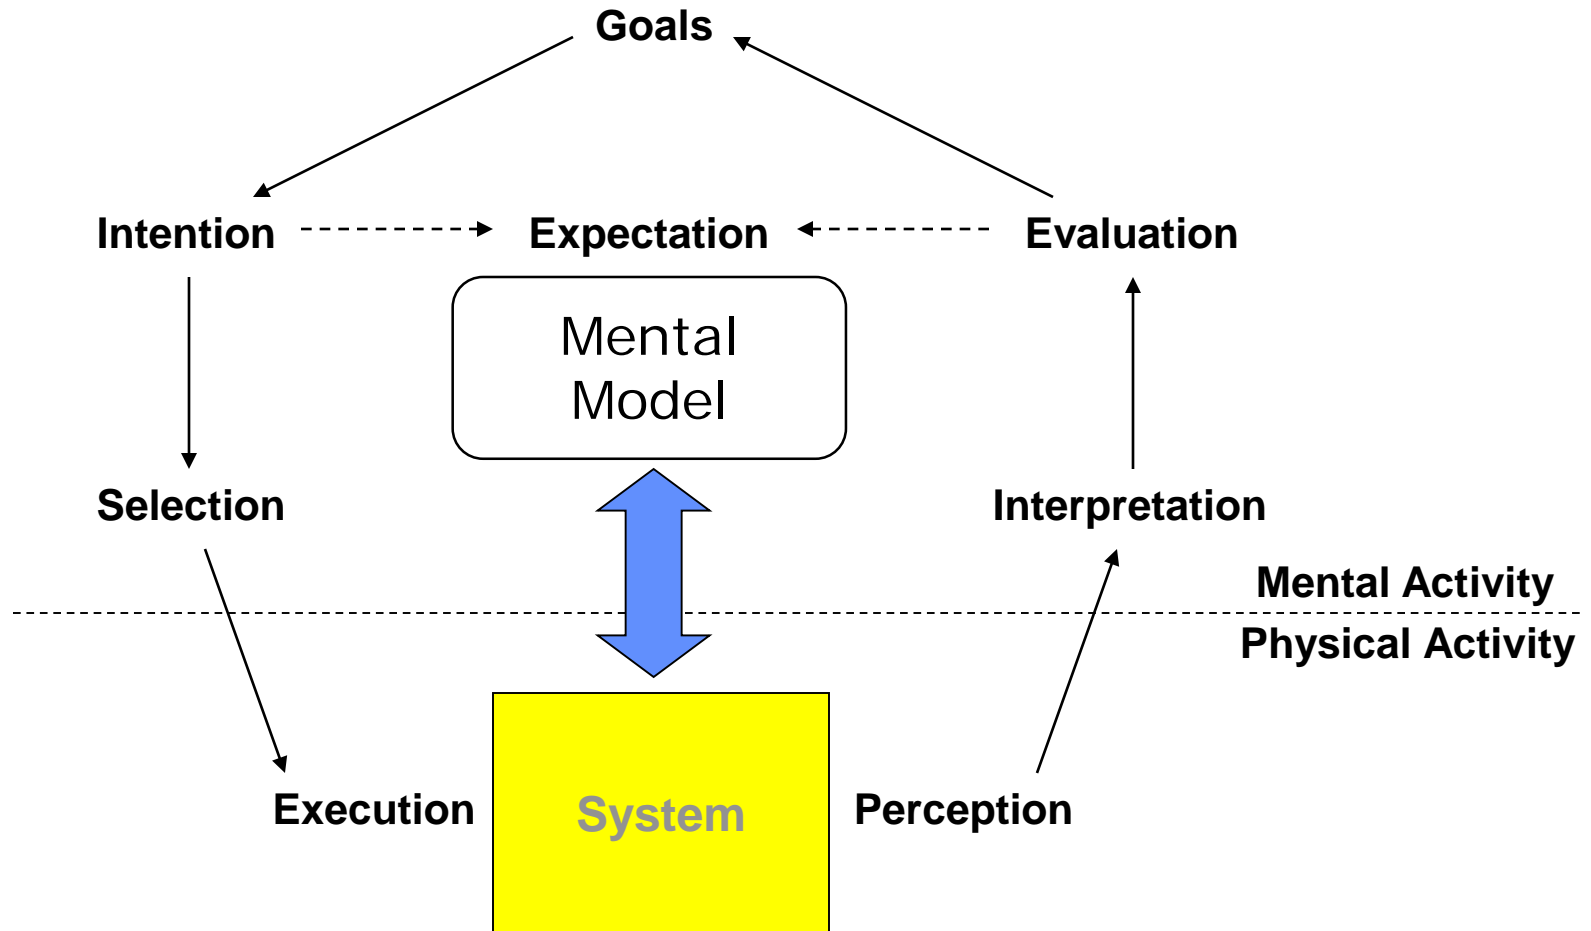 Goals
Intention
Expectation
Evaluation
Mental
Model
Selection
Interpretation
Mental Activity
Physical Activity
Execution
System
Perception